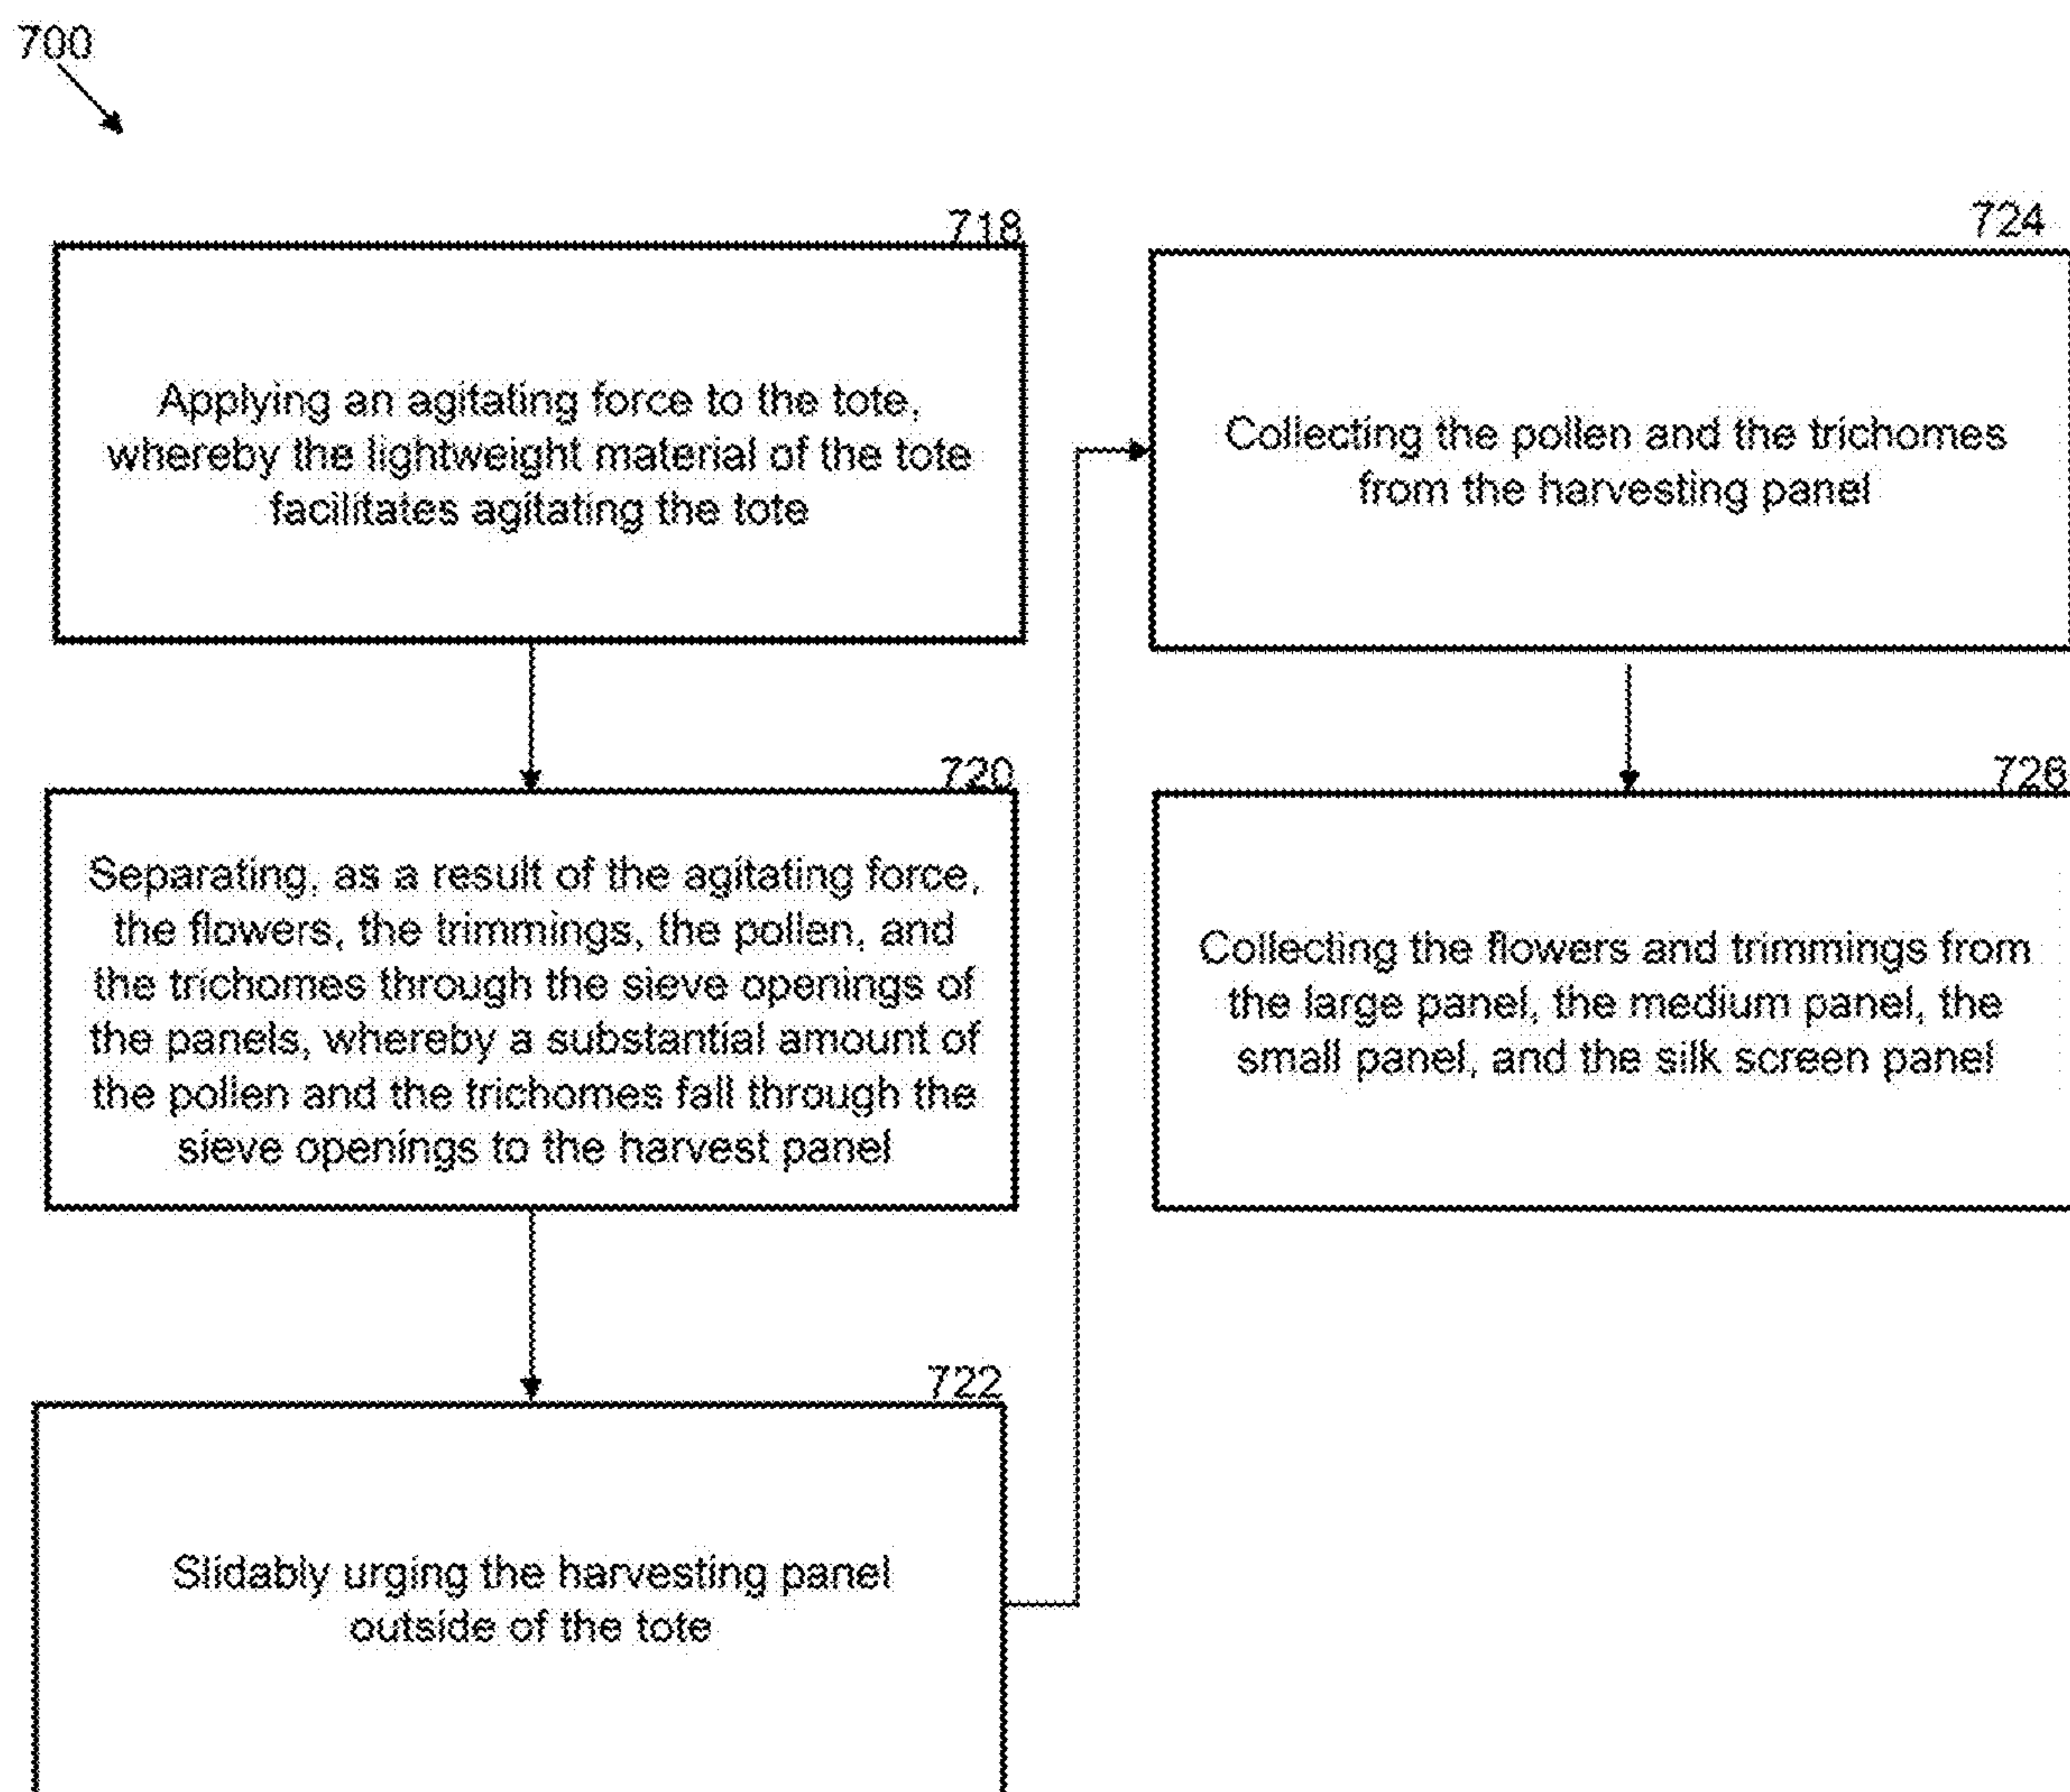 700
718
Applying an agitating force to the tote,
whereby the lightweight material of the tote
facilitates agitating the tote
720
Separating, as a result of the agitating force,
the flowers, the trimmings, the pollen, and
the trichomes through the sieve openings of
the panels, whereby a substantial amount of
the pollen and the trichomes fall through the
sieve openings to the harvest panel
722
Slidably urging the harvesting panel
outside of the tote
724
Collecting the pollen and the trichomes
from the harvesting panel
726
Collecting the flowers and trimmings from
the large panel, the medium panel, the
small panel, and the silk screen panel